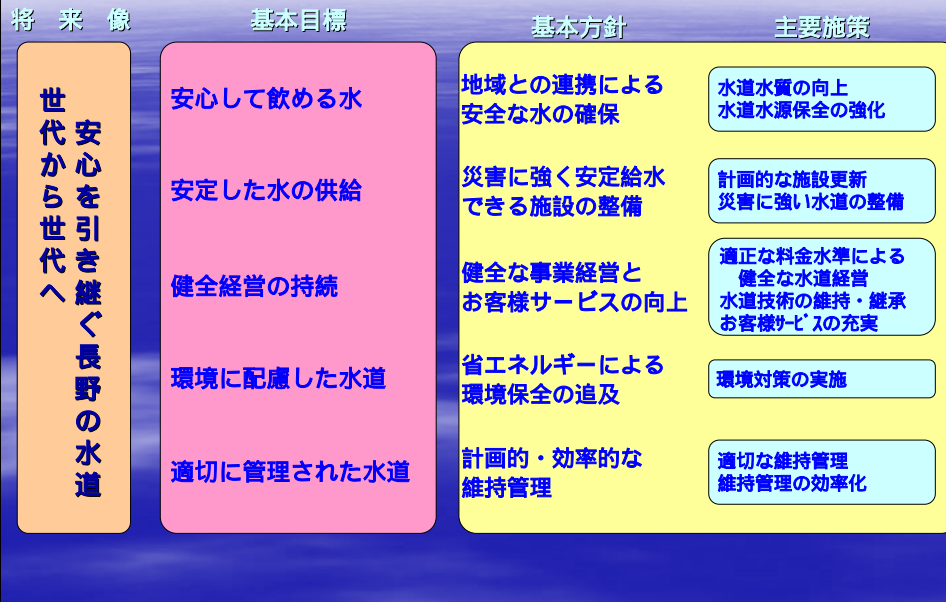 将来像
基本目標
基本方針
主要施策
安心を引き継ぐ長野の水道
世代から世代へ
安心して飲める水
地域との連携による
安全な水の確保
水道水質の向上
水道水源保全の強化
安定した水の供給
災害に強く安定給水
できる施設の整備
計画的な施設更新
災害に強い水道の整備
健全経営の持続
健全な事業経営と
お客様サービスの向上
適正な料金水準による
健全な水道経営
水道技術の維持・継承
お客様ｻｰﾋﾞｽの充実
環境に配慮した水道
省エネルギーによる
環境保全の追及
環境対策の実施
適切に管理された水道
計画的・効率的な
維持管理
適切な維持管理
維持管理の効率化